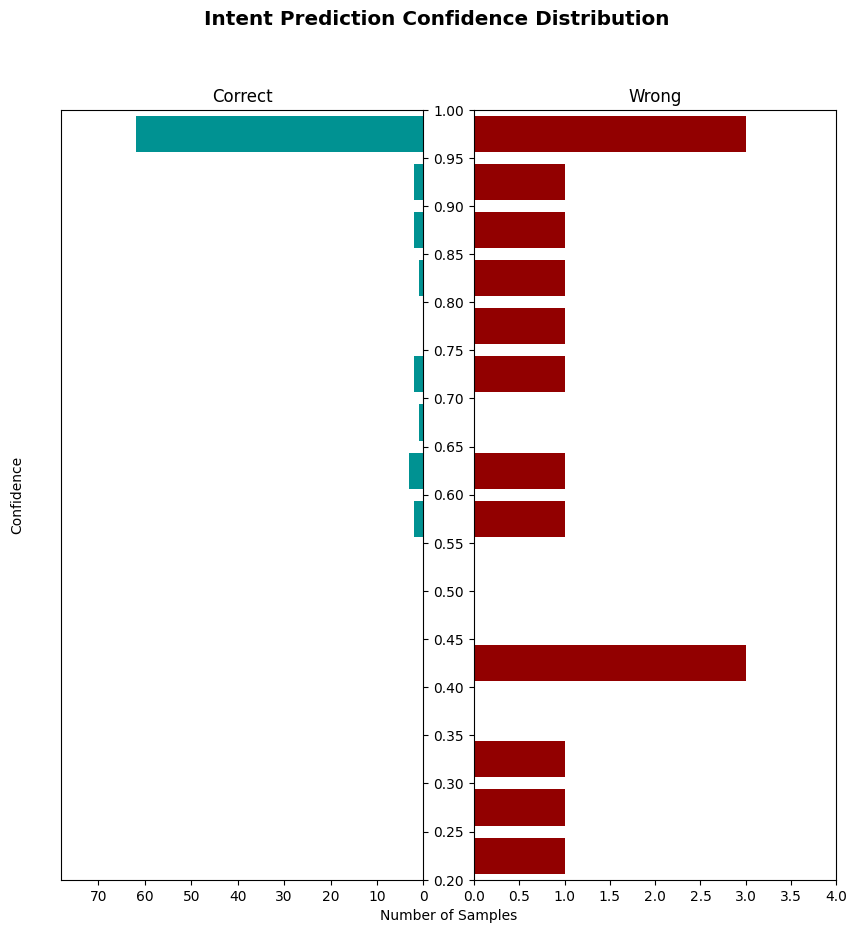 Intent Prediction Confidence Distribution
Correct
Wrong
1.00
0.95
0.90
0.85
0.80
0.75
0.70
0.65
0.60
0.55
0.50
0.45
0.40
0.35
0.30
0.25
0.20
Confidence
70 60 50 40 30 20 10 0
0.0 0.5 1.0 1.5 2.0 2.5 3.0 3.5 4.0
Number of Samples